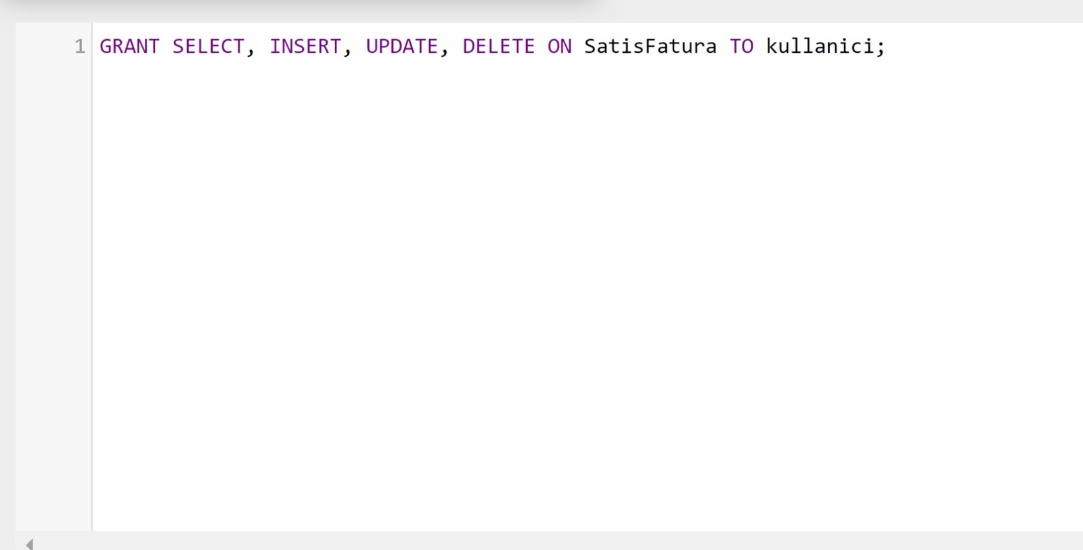 1 GRANT SELECT, INSERT, UPDATE, DELETE ON SatisFatura TO kullanici;